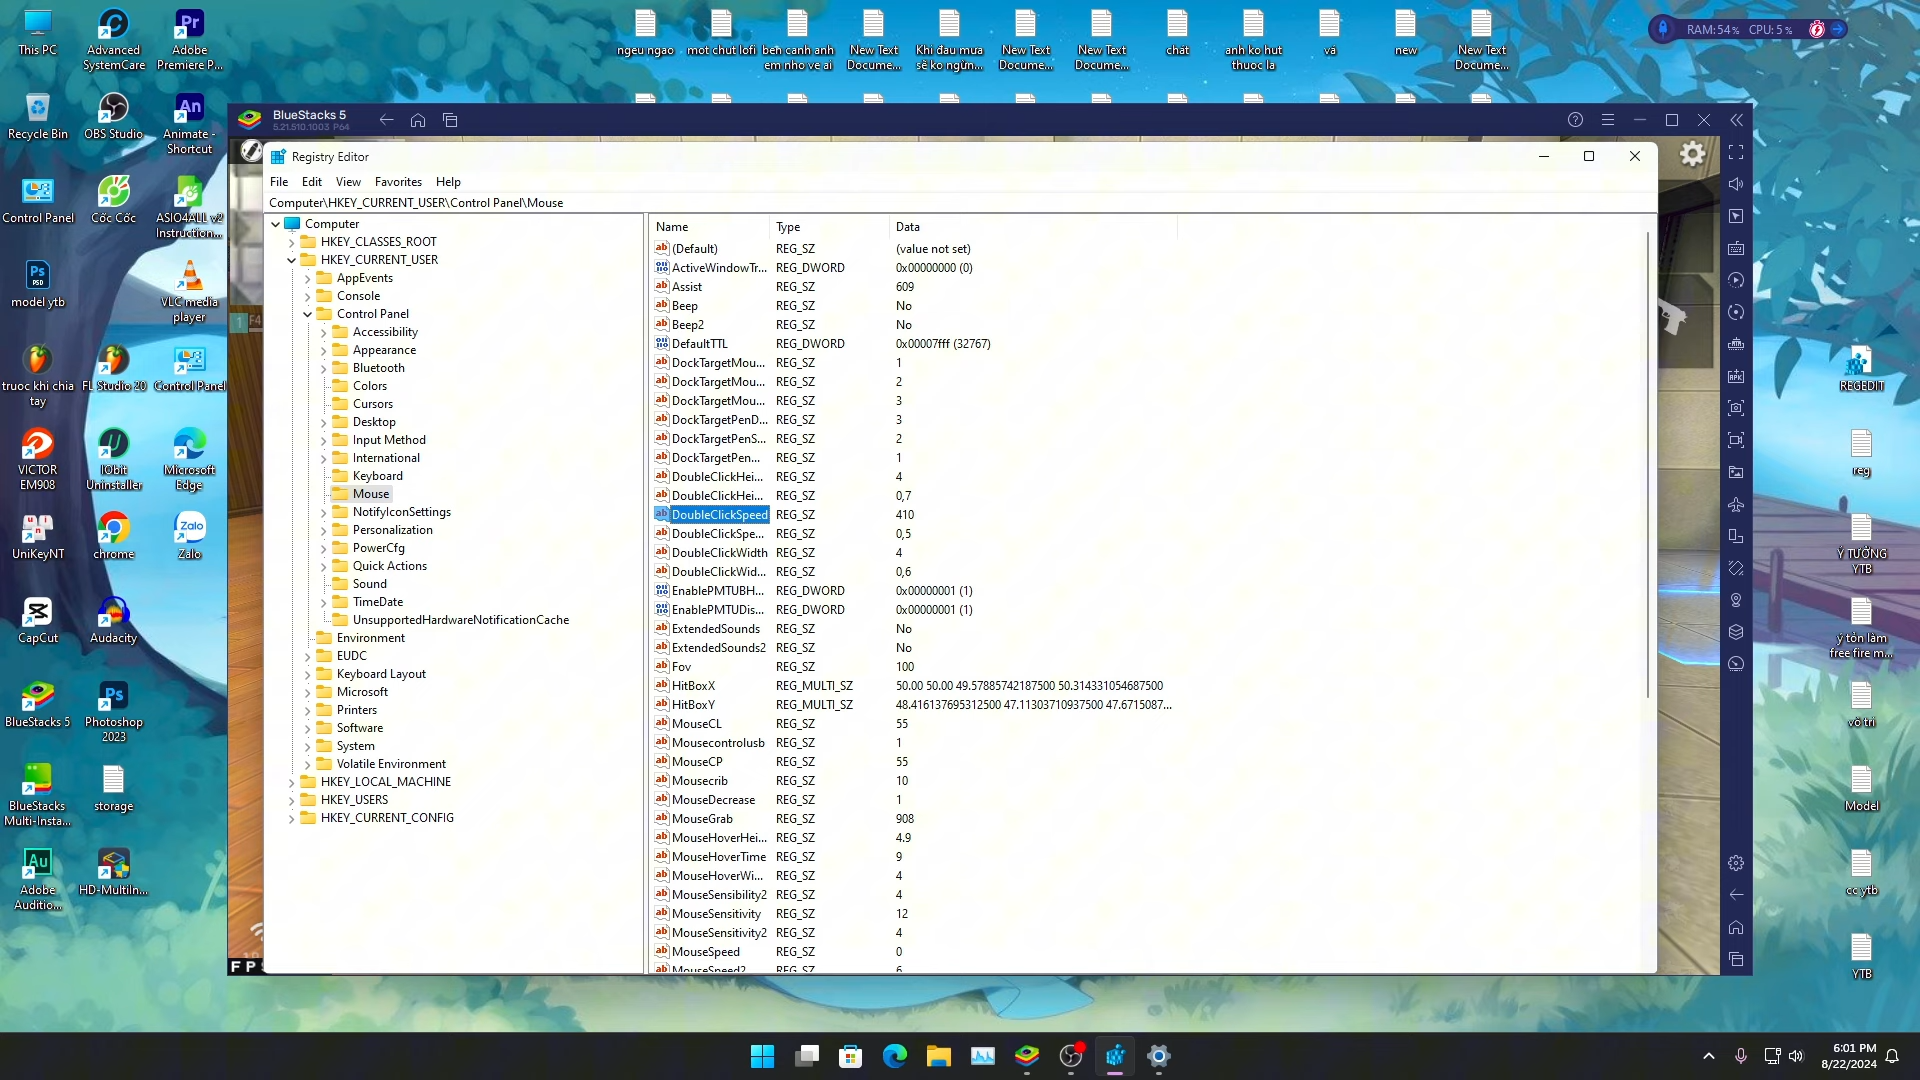 This PC
Advanced
SystemCare
Adobe
Premiere P...
Recycle Bin
OBS Studio
Animate -
Shortcut
Control Panel
Cốc Cốc
ASIO4ALL v2
Instruction...
model ytb
VLC media
player
truoc khi chia
tay
FL Studio 20
Control Panel
VICTOR
EM908
IObit
Uninstaller
Microsoft
Edge
UniKeyNT
chrome
Zalo
CapCut
Audacity
BlueStacks 5
Photoshop
2023
BlueStacks
Multi-Insta...
storage
Adobe
Audition...
HD-MultiIn...
ngeu ngao
mot chut lofi
ben canh anh
em nho ve ai
New Text
Docume...
Khi đau mua
sẽ ko ngừn...
New Text
Docume...
New Text
Docume...
chat
anh ko hut
thuoc la
va
new
New Text
Docume...
RAM: 54% CPU: 5%
BlueStacks 5
5.21.510.1003 P64
Registry Editor
File Edit View Favorites Help
Computer\HKEY_CURRENT_USER\Control Panel\Mouse
Computer
HKEY_CLASSES_ROOT
HKEY_CURRENT_USER
AppEvents
Console
Control Panel
Accessibility
Appearance
Bluetooth
Colors
Cursors
Desktop
Input Method
International
Keyboard
Mouse
NotifyIconSettings
Personalization
PowerCfg
Quick Actions
Sound
TimeDate
UnsupportedHardwareNotificationCache
Environment
EUDC
Keyboard Layout
Microsoft
Printers
Software
System
Volatile Environment
HKEY_LOCAL_MACHINE
HKEY_USERS
HKEY_CURRENT_CONFIG
Name Type Data
(Default) REG_SZ (value not set)
ActiveWindowTr... REG_DWORD 0x00000000 (0)
Assist REG_SZ 609
Beep REG_SZ No
Beep2 REG_SZ No
DefaultTTL REG_DWORD 0x00007fff (32767)
DockTargetMou... REG_SZ 1
DockTargetMou... REG_SZ 2
DockTargetMou... REG_SZ 3
DockTargetPenD... REG_SZ 3
DockTargetPenS... REG_SZ 2
DockTargetPen... REG_SZ 1
DoubleClickHei... REG_SZ 4
DoubleClickHei... REG_SZ 0,7
DoubleClickSpeed REG_SZ 410
DoubleClickSpe... REG_SZ 0,5
DoubleClickWidth REG_SZ 4
DoubleClickWid... REG_SZ 0,6
EnablePMTUBH... REG_DWORD 0x00000001 (1)
EnablePMTUDis... REG_DWORD 0x00000001 (1)
ExtendedSounds REG_SZ No
ExtendedSounds2 REG_SZ No
Fov REG_SZ 100
HitBoxX REG_MULTI_SZ 50.00 50.00 49.57885742187500 50.314331054687500
HitBoxY REG_MULTI_SZ 48.416137695312500 47.11303710937500 47.6715087...
MouseCL REG_SZ 55
Mousecontrolusb REG_SZ 1
MouseCP REG_SZ 55
Mousecrib REG_SZ 10
MouseDecrease REG_SZ 1
MouseGrab REG_SZ 908
MouseHoverHei... REG_SZ 4.9
MouseHoverTime REG_SZ 9
MouseHoverWi... REG_SZ 4
MouseSensibility2 REG_SZ 4
MouseSensitivity REG_SZ 12
MouseSensitivity2 REG_SZ 4
MouseSpeed REG_SZ 0
MouseSpeed2 REG_SZ 6
1 F4
FPS
REGEDIT
reg
Ý TƯỞNG
YTB
ý tôn làm
free fire m...
vô tri
Model
cc ytb
YTB
6:01 PM
8/22/2024